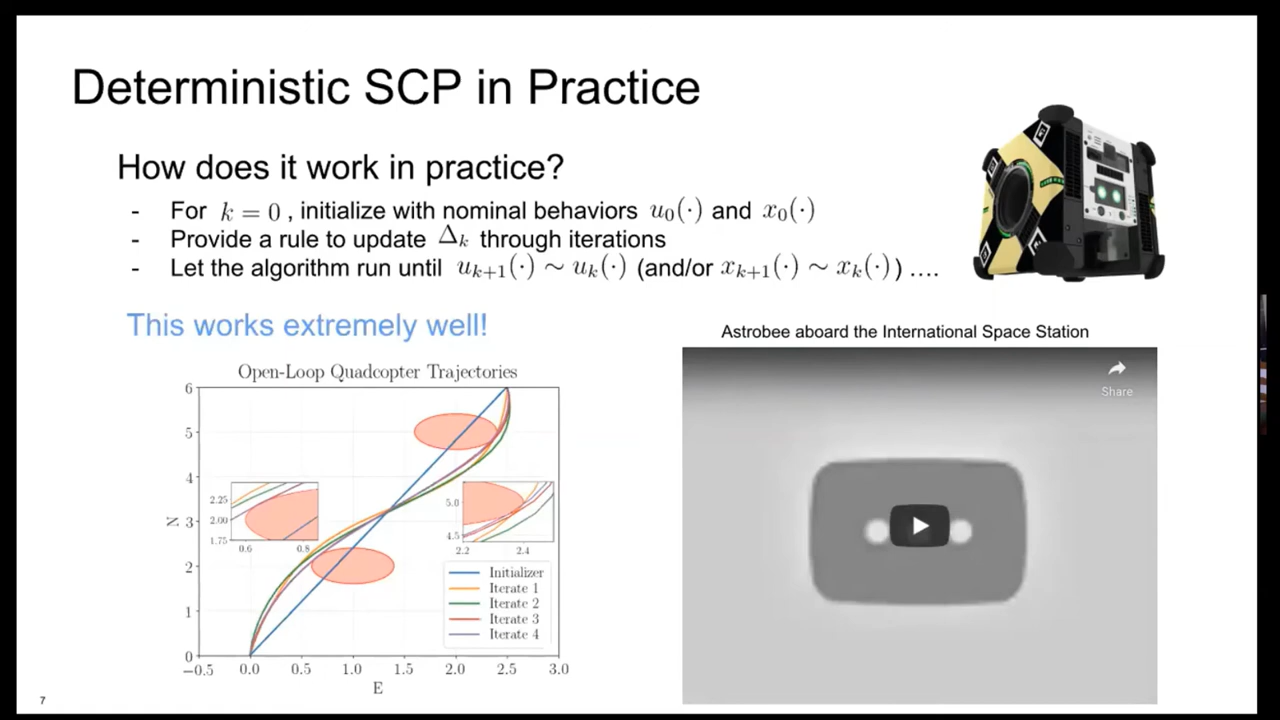 Deterministic SCP in Practice
How does it work in practice?
- For k = 0 , initialize with nominal behaviors u₀(·) and x₀(·)
- Provide a rule to update Δₖ through iterations
- Let the algorithm run until uₖ₊₁(·) ∼ uₖ(·) (and/or xₖ₊₁(·) ∼ xₖ(·) ) ....
This works extremely well!
Astrobee aboard the International Space Station
Share
Open-Loop Quadcopter Trajectories
6
5
4
3
2
1
0
N
2.25
2.00
1.75
0.6 0.8
5.0
4.5
2.2 2.4
Initializer
Iterate 1
Iterate 2
Iterate 3
Iterate 4
−0.5 0.0 0.5 1.0 1.5 2.0 2.5 3.0
E
7